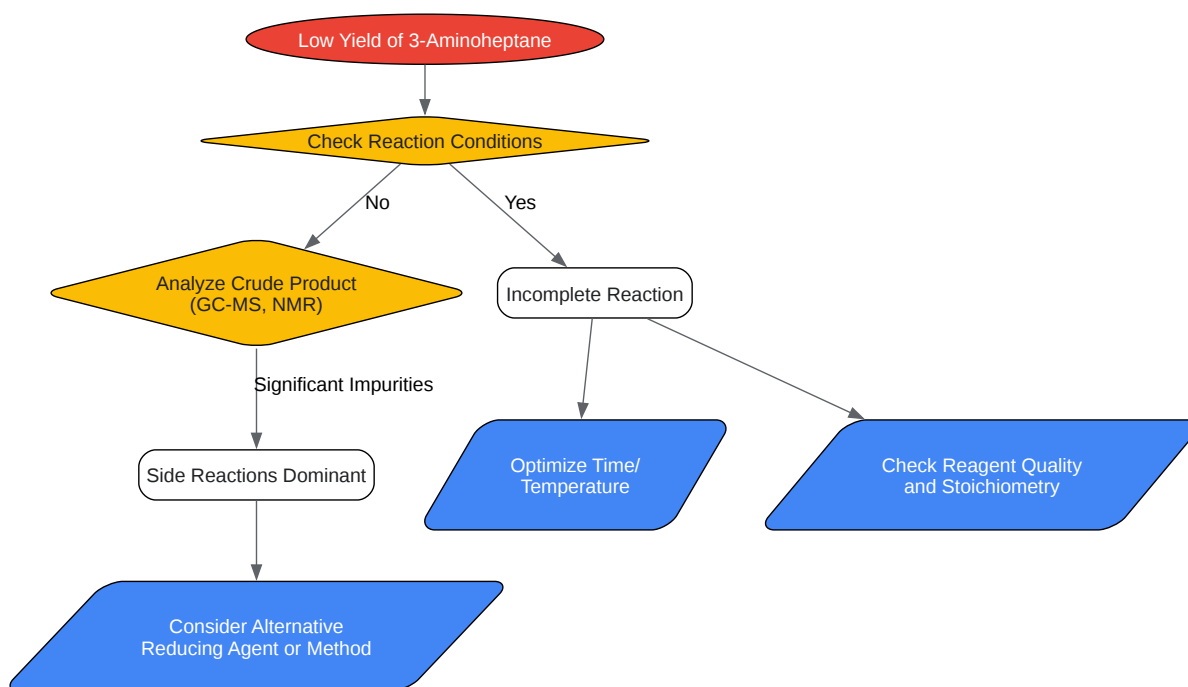 Low Yield of 3-Aminoheptane
Check Reaction Conditions
No
Yes
Analyze Crude Product
(GC-MS, NMR)
Incomplete Reaction
Significant Impurities
Side Reactions Dominant
Optimize Time/
Temperature
Check Reagent Quality
and Stoichiometry
Consider Alternative
Reducing Agent or Method